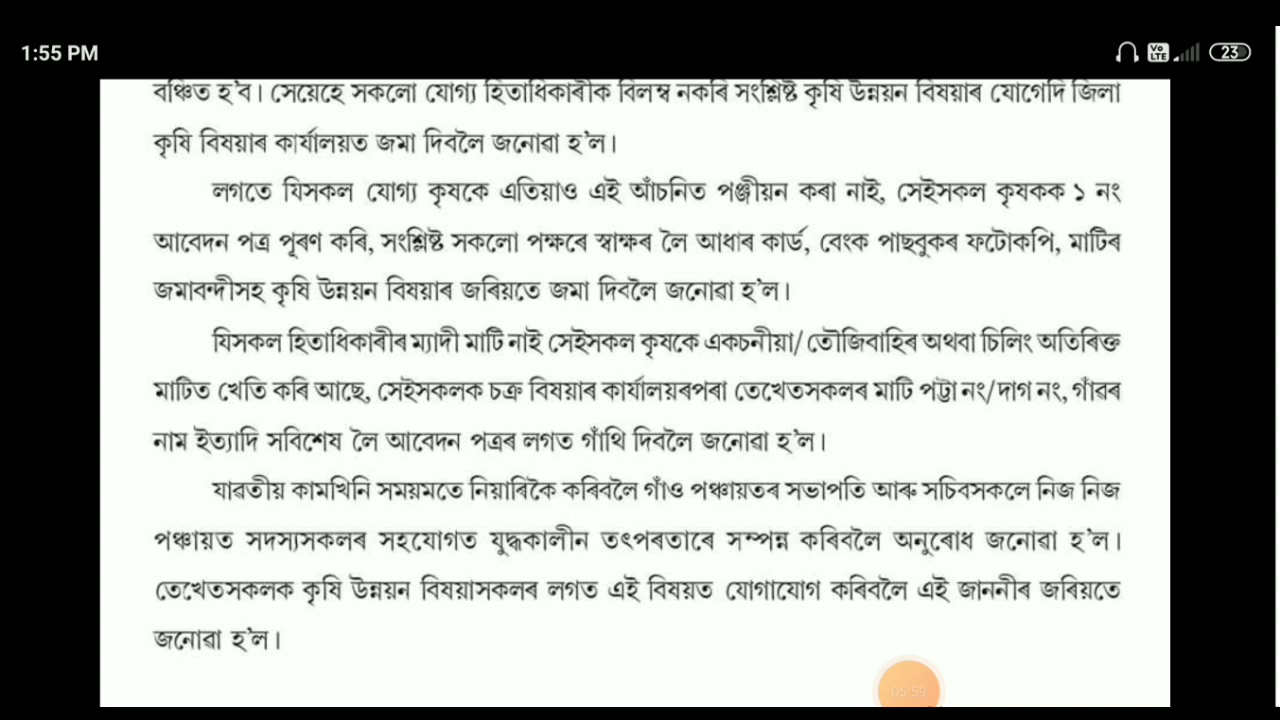 1:55 PM
Vo LTE 23
বঞ্চিত হ'ব। সেয়েহে সকলো যোগ্য হিতাধিকাৰীক বিলম্ব নকৰি সংশ্লিষ্ট কৃষি উন্নয়ন বিষয়াৰ যোগেদি জিলা
কৃষি বিষয়াৰ কাৰ্যালয়ত জমা দিবলৈ জনোৱা হ'ল।
লগতে যিসকল যোগ্য কৃষকে এতিয়াও এই আঁচনিত পঞ্জীয়ন কৰা নাই, সেইসকল কৃষকক ১ নং
আবেদন পত্ৰ পূৰণ কৰি, সংশ্লিষ্ট সকলো পক্ষৰে স্বাক্ষৰ লৈ আধাৰ কাৰ্ড, বেংক পাছবুকৰ ফটোকপি, মাটিৰ
জমাবন্দীসহ কৃষি উন্নয়ন বিষয়াৰ জৰিয়তে জমা দিবলৈ জনোৱা হ'ল।
যিসকল হিতাধিকাৰীৰ ম্যাদী মাটি নাই সেইসকল কৃষকে একচনীয়া/তৌজিবাহিৰ অথবা চিলিং অতিৰিক্ত
মাটিত খেতি কৰি আছে, সেইসকলক চক্ৰ বিষয়াৰ কাৰ্যালয়ৰপৰা তেখেতসকলৰ মাটি পট্টা নং/দাগ নং, গাঁৱৰ
নাম ইত্যাদি সবিশেষ লৈ আবেদন পত্ৰৰ লগত গাঁথি দিবলৈ জনোৱা হ'ল।
যাৱতীয় কামখিনি সময়মতে নিয়াৰিকৈ কৰিবলৈ গাঁও পঞ্চায়তৰ সভাপতি আৰু সচিবসকলে নিজ নিজ
পঞ্চায়ত সদস্যসকলৰ সহযোগত যুদ্ধকালীন তৎপৰতাৰে সম্পন্ন কৰিবলৈ অনুৰোধ জনোৱা হ'ল।
তেখেতসকলক কৃষি উন্নয়ন বিষয়াসকলৰ লগত এই বিষয়ত যোগাযোগ কৰিবলৈ এই জাননীৰ জৰিয়তে
জনোৱা হ'ল।
05:59